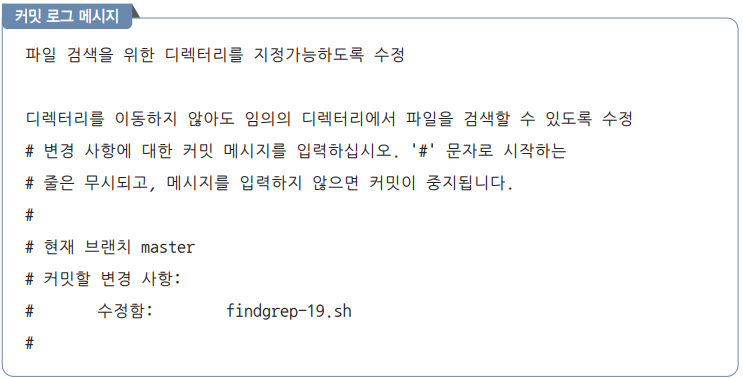 커밋 로그 메시지
파일 검색을 위한 디렉터리를 지정가능하도록 수정
디렉터리를 이동하지 않아도 임의의 디렉터리에서 파일을 검색할 수 있도록 수정
# 변경 사항에 대한 커밋 메시지를 입력하십시오. '#' 문자로 시작하는
# 줄은 무시되고, 메시지를 입력하지 않으면 커밋이 중지됩니다.
#
# 현재 브랜치 master
# 커밋할 변경 사항:
#       수정함:        findgrep-19.sh
#